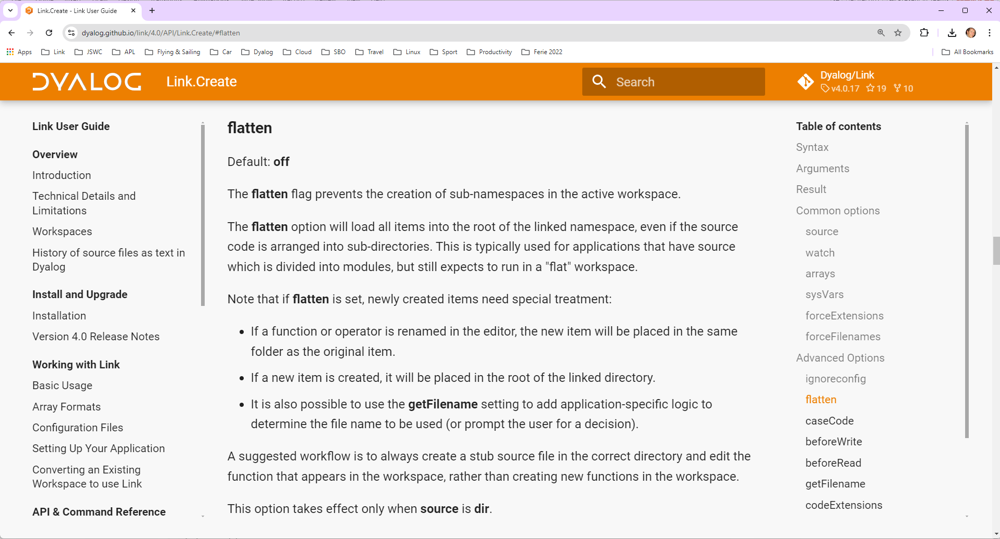 Link.Create - Link User Guide
dyalog.github.io/link/4.0/API/Link.Create/#flatten
Apps Link JSWC APL Flying & Sailing Car Dyalog Cloud SBO Travel Linux Sport Productivity Ferie 2022 All Bookmarks
DYALOG
Link.Create
Search
Dyalog/Link
v4.0.17 19 10
Link User Guide
Overview
Introduction
Technical Details and
Limitations
Workspaces
History of source files as text in
Dyalog
Install and Upgrade
Installation
Version 4.0 Release Notes
Working with Link
Basic Usage
Array Formats
Configuration Files
Setting Up Your Application
Converting an Existing
Workspace to use Link
API & Command Reference
flatten
Default: off
The flatten flag prevents the creation of sub-namespaces in the active workspace.
The flatten option will load all items into the root of the linked namespace, even if the source
code is arranged into sub-directories. This is typically used for applications that have source
which is divided into modules, but still expects to run in a "flat" workspace.
Note that if flatten is set, newly created items need special treatment:
• If a function or operator is renamed in the editor, the new item will be placed in the same
folder as the original item.
• If a new item is created, it will be placed in the root of the linked directory.
• It is also possible to use the getFilename setting to add application-specific logic to
determine the file name to be used (or prompt the user for a decision).
A suggested workflow is to always create a stub source file in the correct directory and edit the
function that appears in the workspace, rather than creating new functions in the workspace.
This option takes effect only when source is dir.
Table of contents
Syntax
Arguments
Result
Common options
source
watch
arrays
sysVars
forceExtensions
forceFilenames
Advanced Options
ignoreconfig
flatten
caseCode
beforeWrite
beforeRead
getFilename
codeExtensions